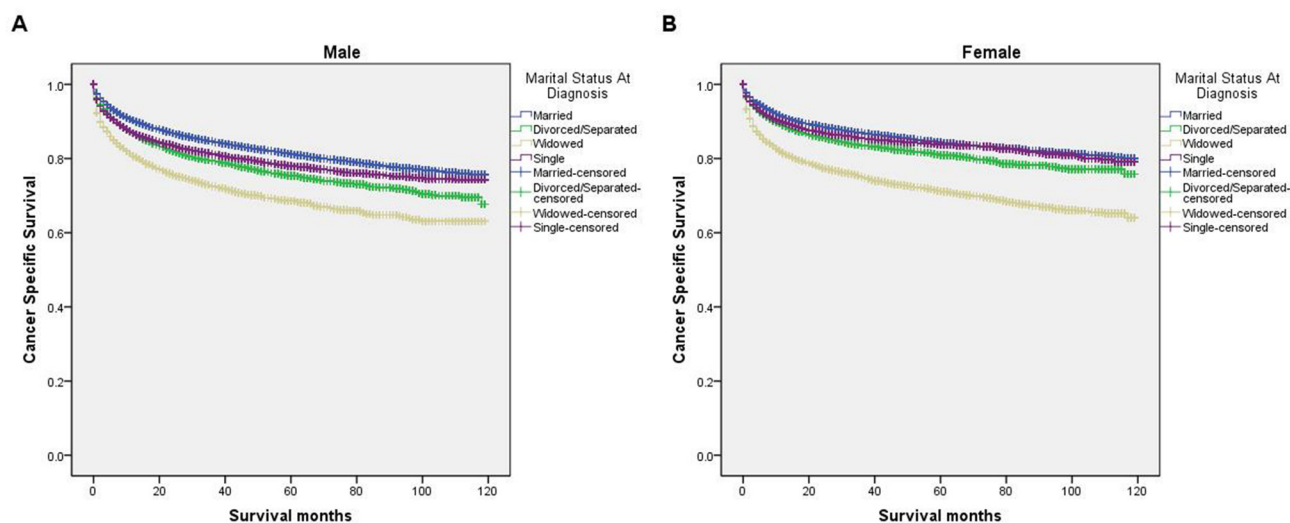 A
Male
Cancer Specific Survival
1.0
0.8
0.6
0.4
0.2
0.0
0 20 40 60 80 100 120
Survival months
Marital Status At
Diagnosis
Married
Divorced/Separated
Widowed
Single
Married-censored
Divorced/Separated-
censored
Widowed-censored
Single-censored
B
Female
Cancer Specific Survival
1.0
0.8
0.6
0.4
0.2
0.0
0 20 40 60 80 100 120
Survival months
Marital Status At
Diagnosis
Married
Divorced/Separated
Widowed
Single
Married-censored
Divorced/Separated-
censored
Widowed-censored
Single-censored